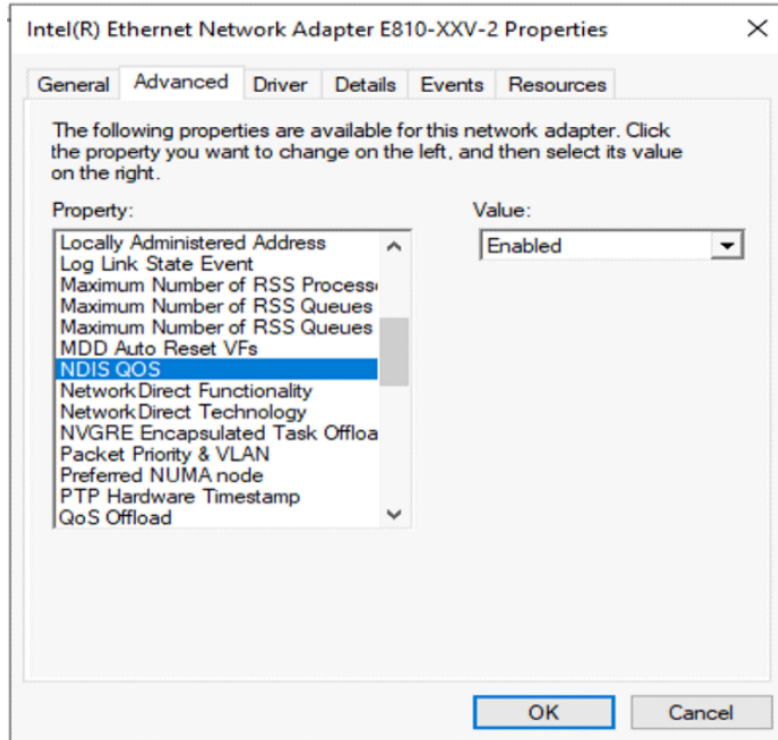 Intel(R) Ethernet Network Adapter E810-XXV-2 Properties
General Advanced Driver Details Events Resources
The following properties are available for this network adapter. Click
the property you want to change on the left, and then select its value
on the right.
Property:
Value:
Locally Administered Address
Log Link State Event
Maximum Number of RSS Process
Maximum Number of RSS Queues
Maximum Number of RSS Queues
MDD Auto Reset VFs
NDIS QOS
NetworkDirect Functionality
NetworkDirect Technology
NVGRE Encapsulated Task Offloa
Packet Priority & VLAN
Preferred NUMA node
PTP Hardware Timestamp
QoS Offload
Enabled
OK
Cancel